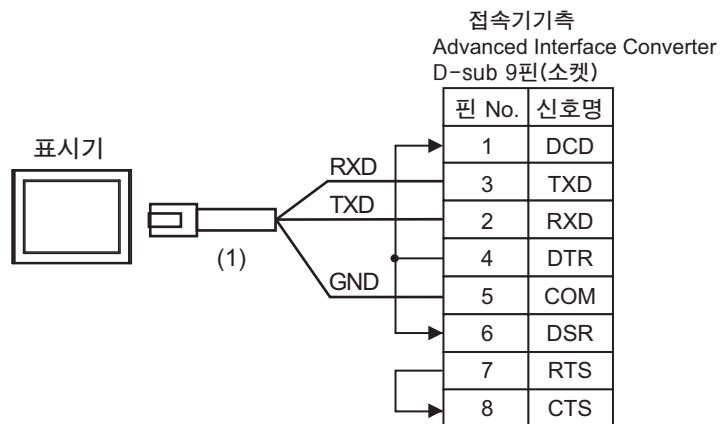 접속기기측
Advanced Interface Converter
D-sub 9핀(소켓)
핀 No. 신호명
1 DCD
3 TXD
2 RXD
4 DTR
5 COM
6 DSR
7 RTS
8 CTS
표시기
RXD
TXD
GND
(1)